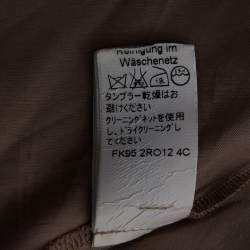 Reinigung im
Wäschenetz
タンブラー乾燥はお
避けください
クリーニングネットを使用
し、ドライクリーニングし
てください
FK95 2RO12 4C